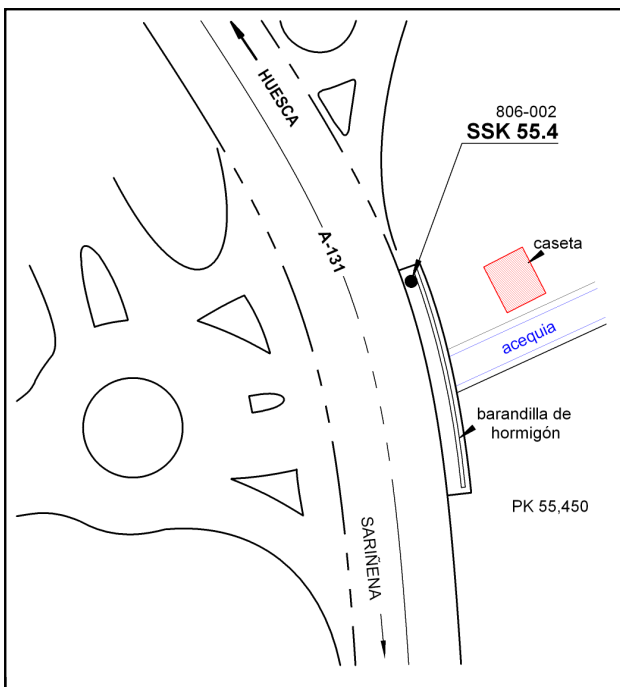 HUESCA
806-002
SSK 55.4
A-131
caseta
acequia
barandilla de
hormigón
PK 55,450
SARIÑENA